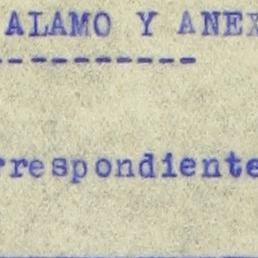 ALAMO Y ANEX
----------
rrespondiente